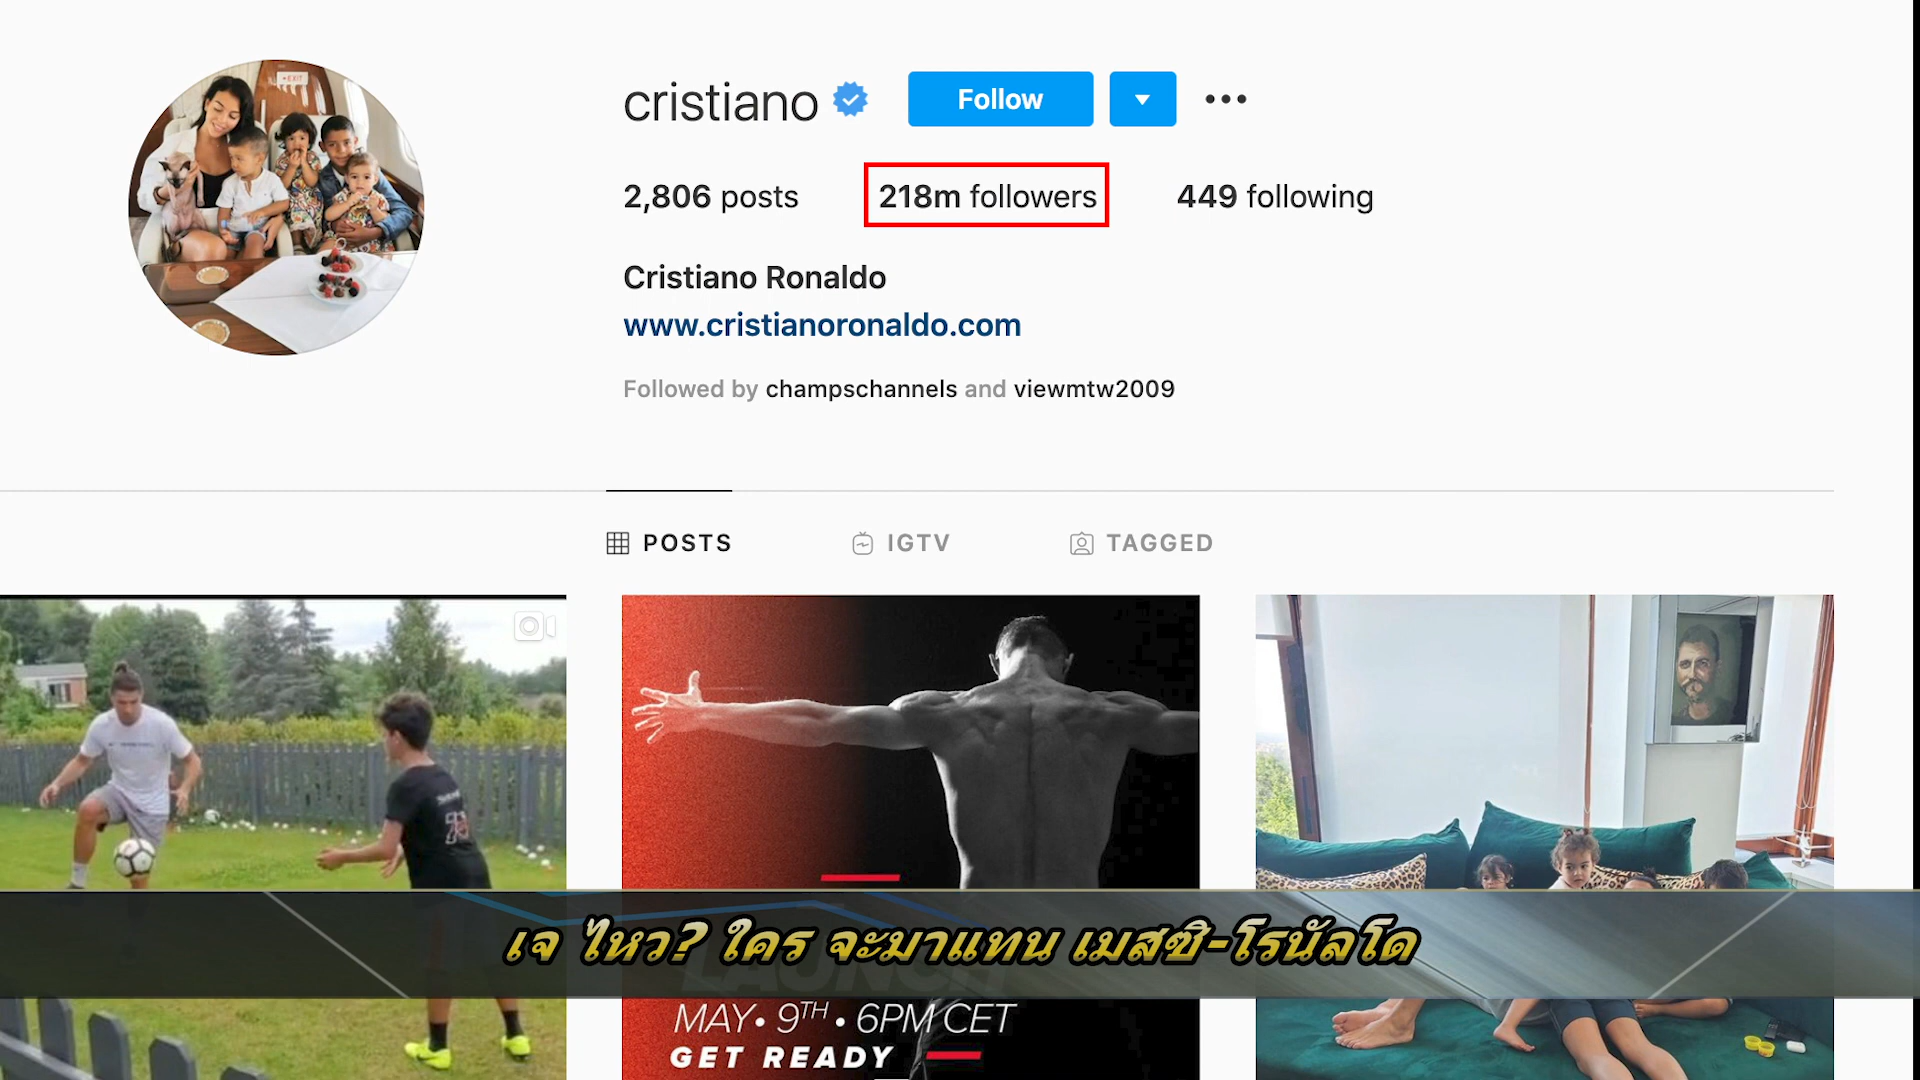 cristiano Follow
2,806 posts 218m followers 449 following
Cristiano Ronaldo
www.cristianoronaldo.com
Followed by champschannels and viewmtw2009
POSTS IGTV TAGGED
EXIT
เจ ไหว? ใคร จะมาแทน เมสซี-โรนัลโด
LAUNCH
MAY• 9TH • 6PM CET
GET READY